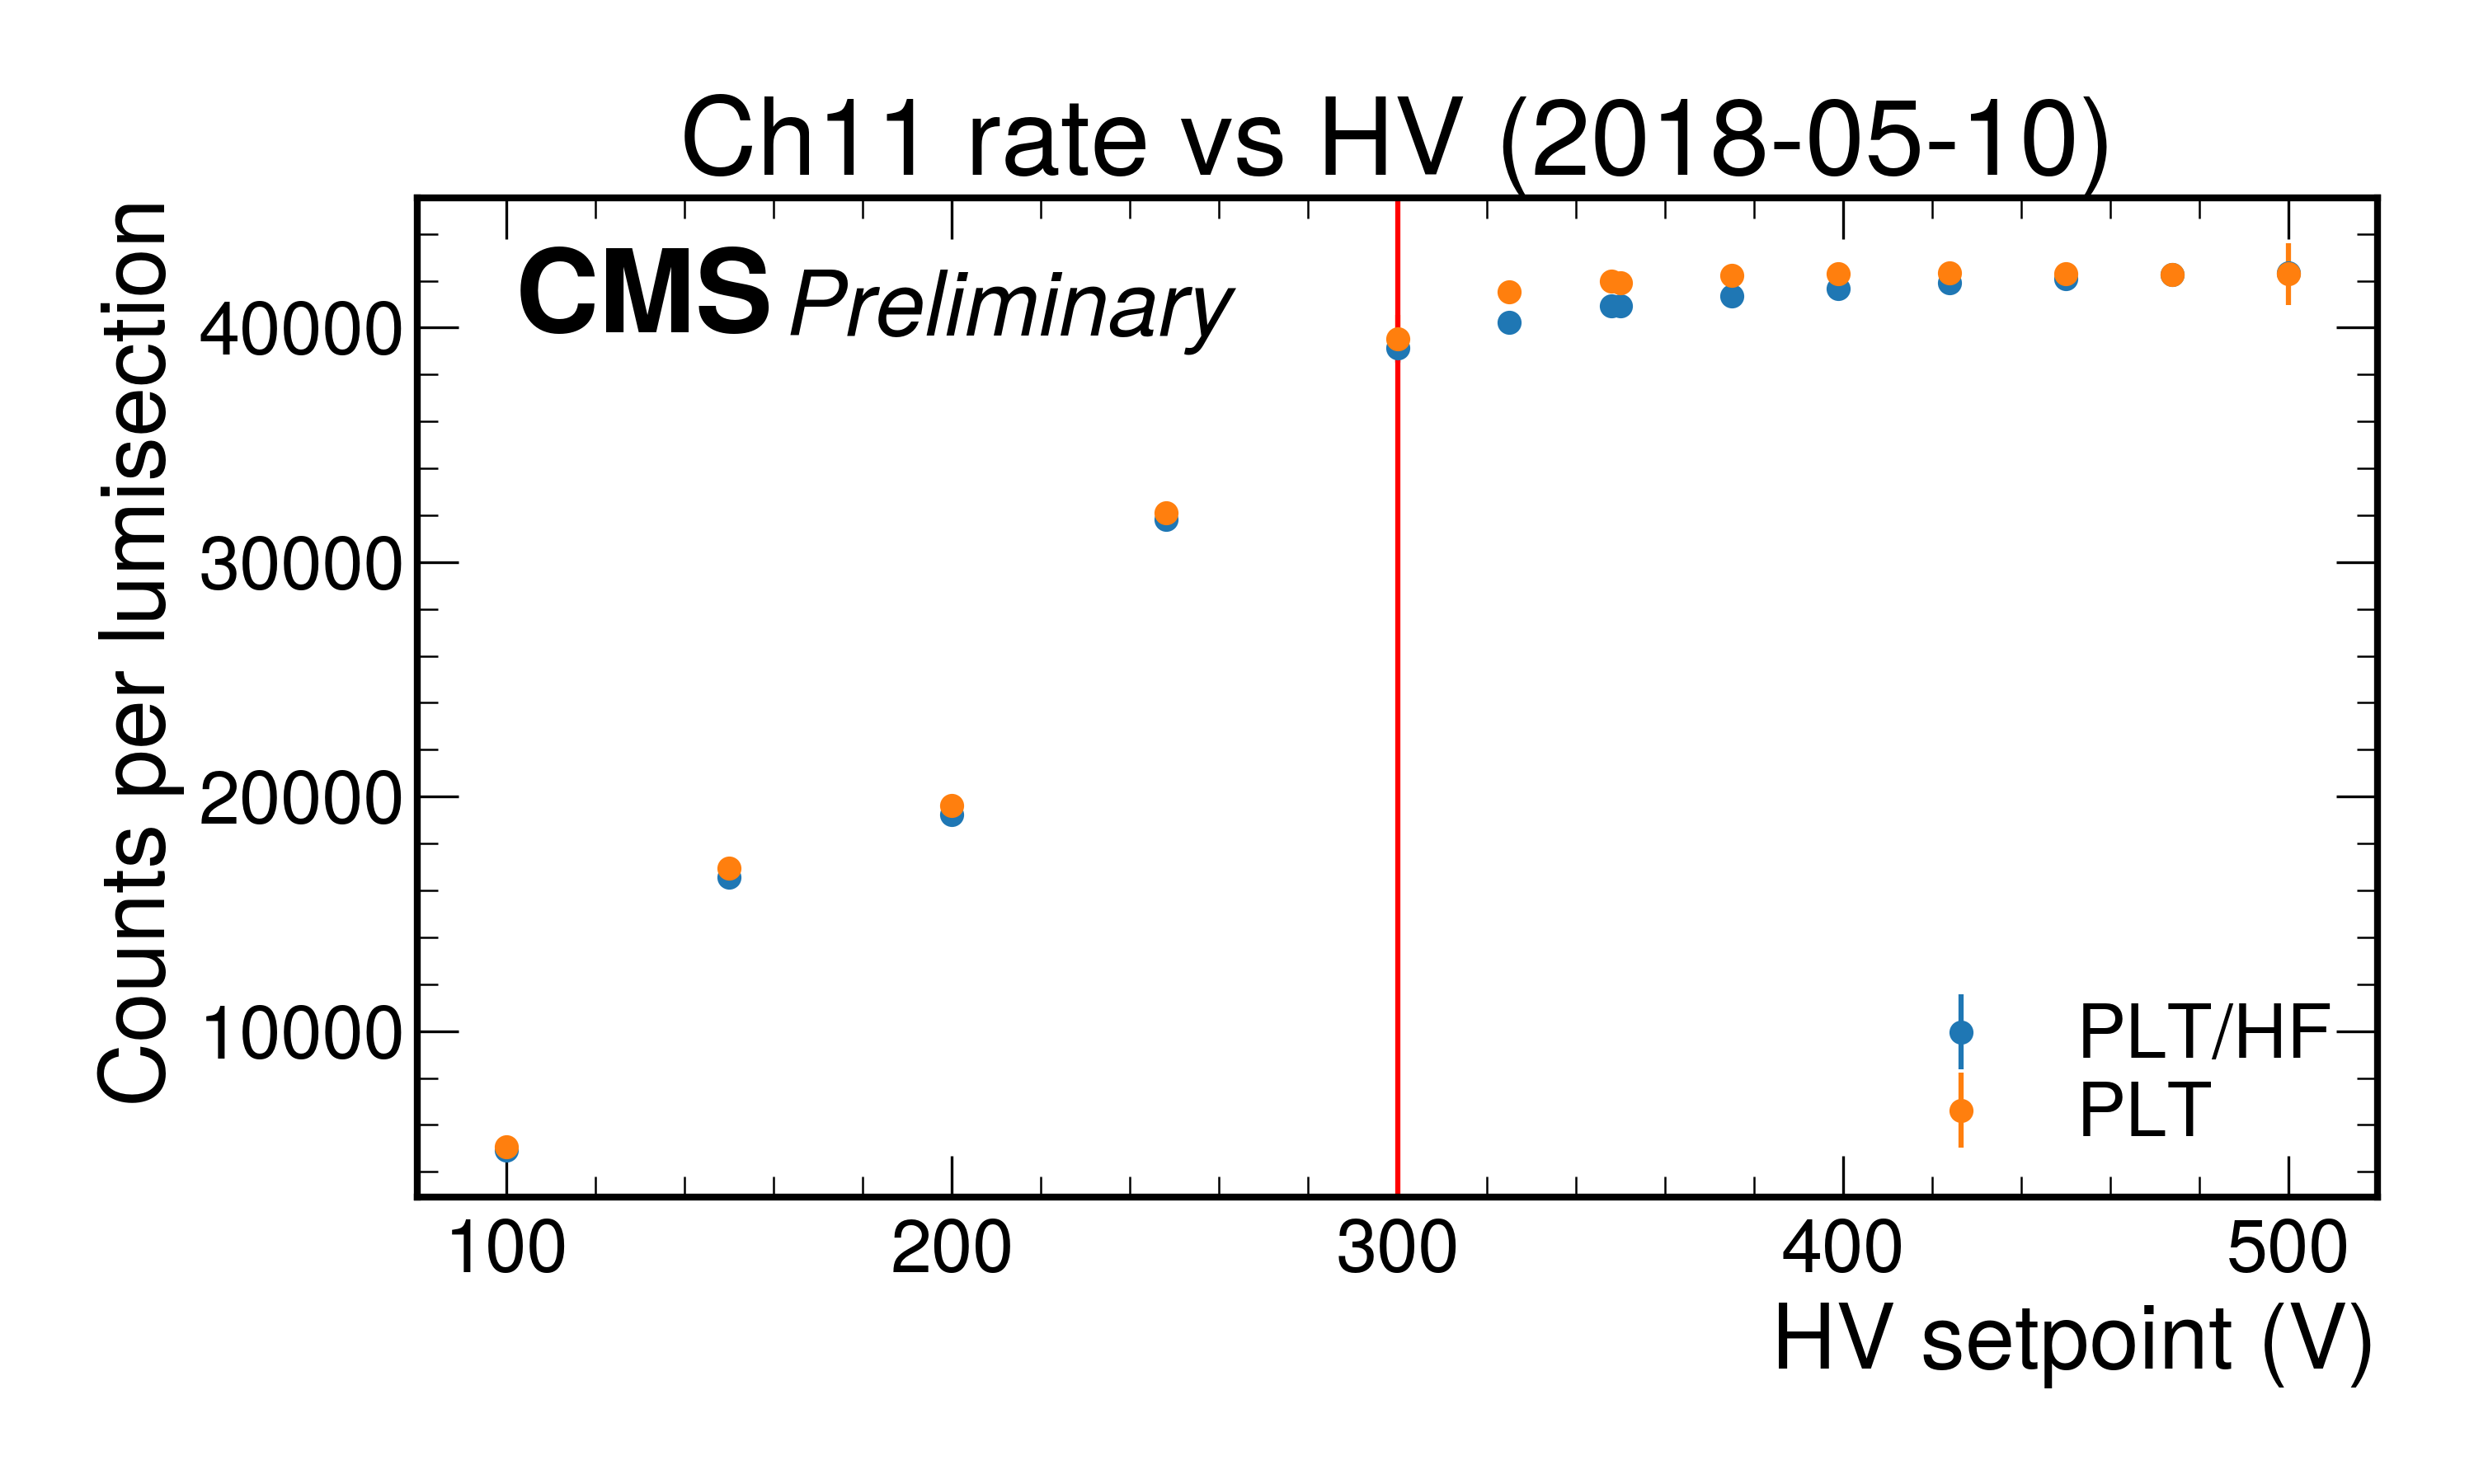 Ch11 rate vs HV (2018-05-10)
CMS Preliminary
Counts per lumisection
40000
30000
20000
10000
PLT/HF
PLT
100 200 300 400 500
HV setpoint (V)